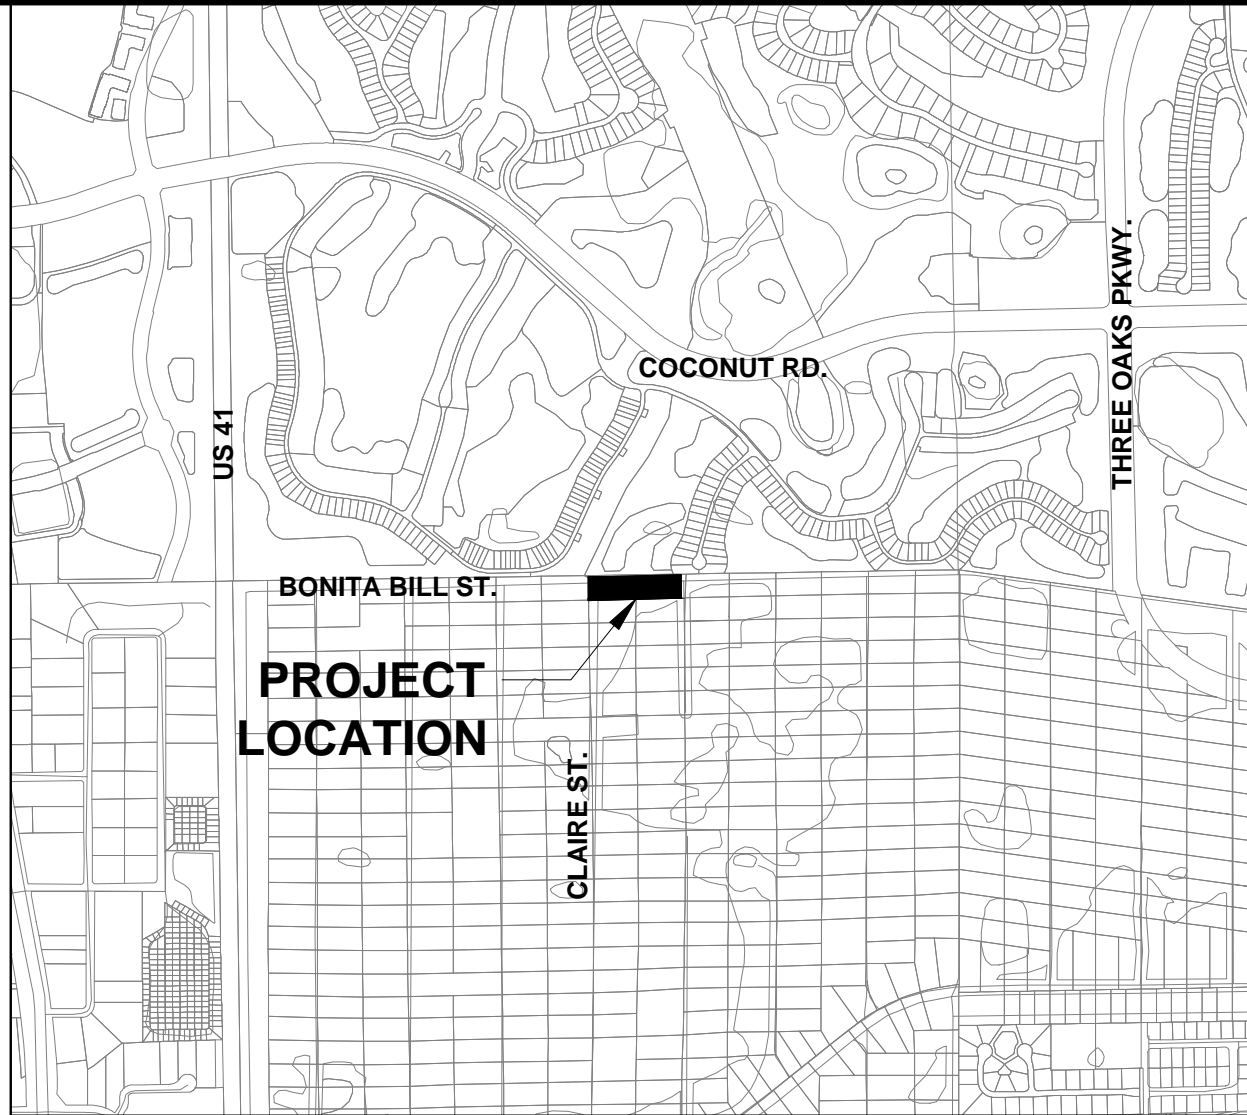 COCONUT RD.
THREE OAKS PKWY.
US 41
BONITA BILL ST.
PROJECT
LOCATION
CLAIRE ST.